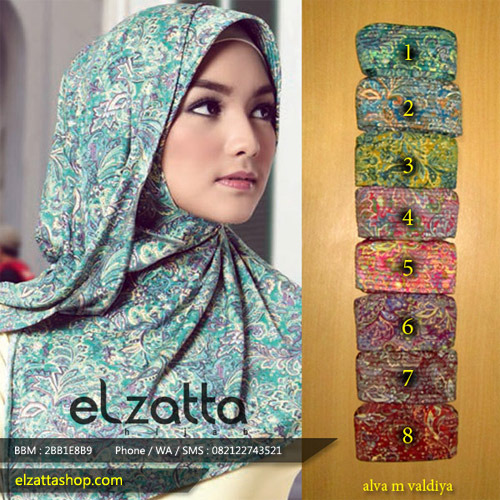 1
2
3
4
5
6
7
8
elzatta
hijab
BBM : 2BB1E8B9 Phone / WA / SMS : 082122743521
elzattashop.com
alva m valdiya